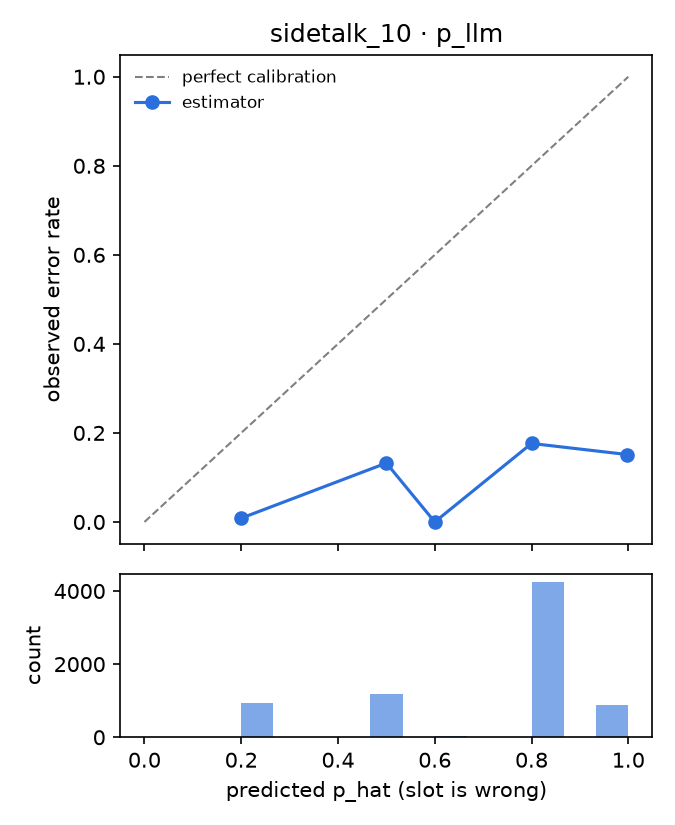 sidetalk_10 · p_llm
perfect calibration
estimator
1.0
0.8
0.6
0.4
0.2
0.0
observed error rate
4000
2000
0
count
0.0 0.2 0.4 0.6 0.8 1.0
predicted p_hat (slot is wrong)